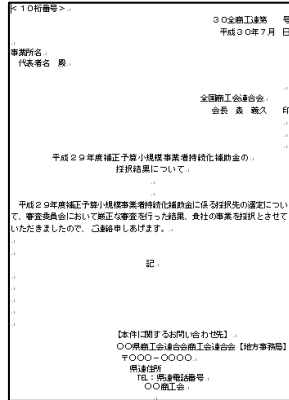 <10桁番号>
30全商工連第　号
平成30年7月　日
事業所名
代表者名　殿
全国商工会連合会
会長　森　義久　印
平成29年度補正予算小規模事業者持続化補助金の
採択結果について
平成29年度補正予算小規模事業者持続化補助金に係る採択先の選定につい
て、審査委員会において厳正な審査を行った結果、貴社の事業を採択とさせて
いただきましたので、ご連絡申しあげます。
記
【本件に関するお問い合わせ先】
〇〇県商工会連合会商工会連合会【地方事務局】
〒〇〇〇-〇〇〇〇
県連住所
TEL：県連電話番号
〇〇商工会